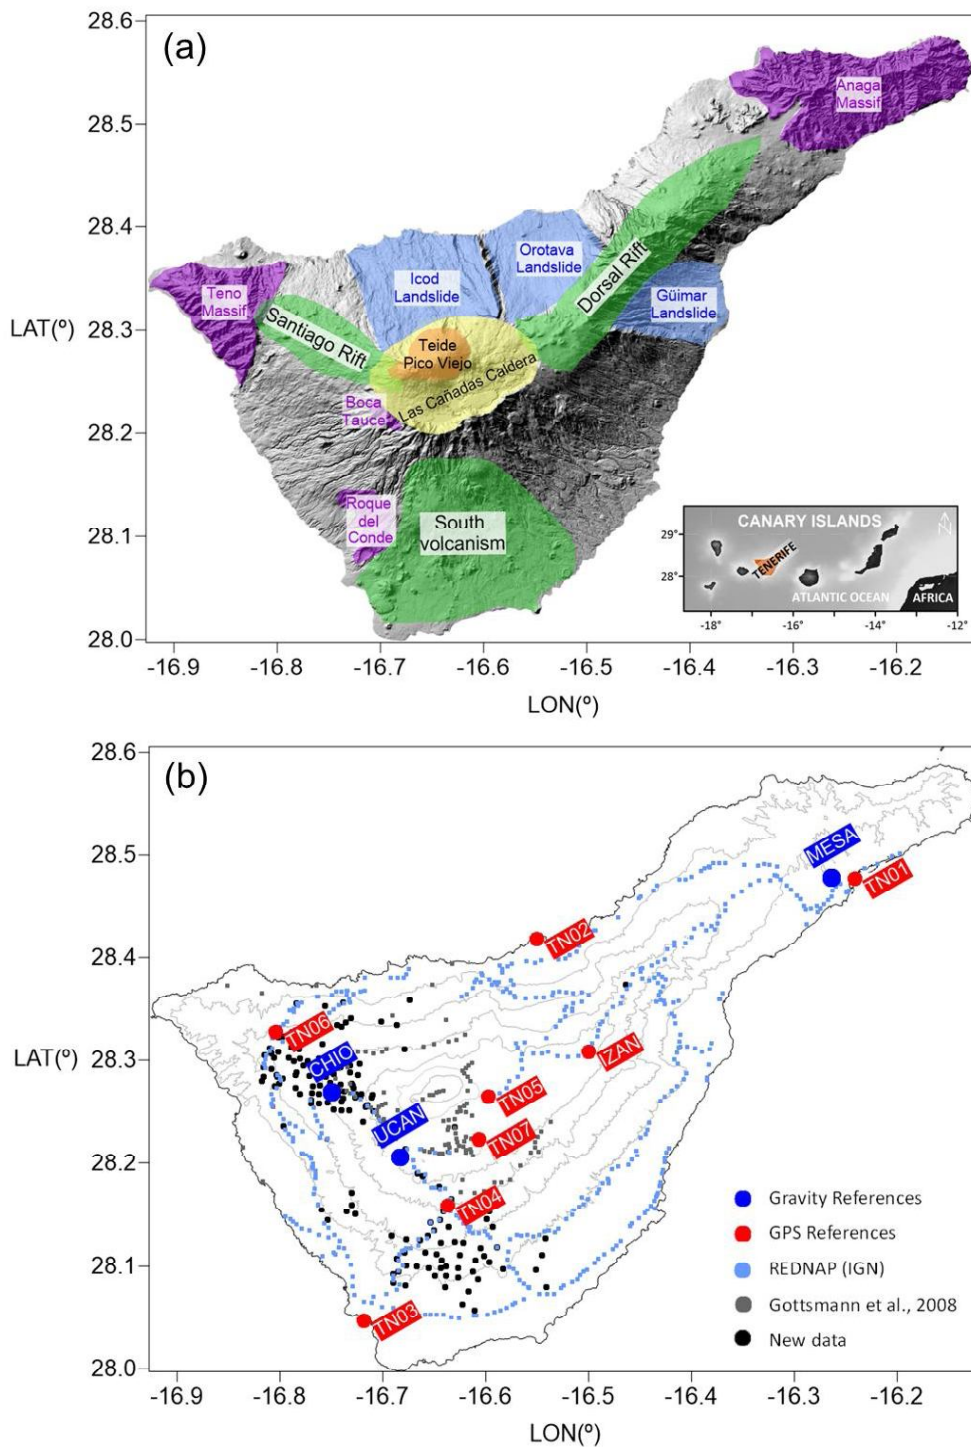 (a)
28.6
28.5
28.4
28.3
28.2
28.1
28.0
LAT(º)
Anaga
Massif
Orotava
Landslide
Icod
Landslide
Dorsal Rift
Güimar
Landslide
Teno
Massif
Santiago Rift
Teide
Pico Viejo
Las Cañadas Caldera
Boca
Tauce
Roque
del
Conde
South
volcanism
CANARY ISLANDS
N
29°
28°
TENERIFE
ATLANTIC OCEAN
AFRICA
-18° -16° -14° -12°
-16.9 -16.8 -16.7 -16.6 -16.5 -16.4 -16.3 -16.2
LON(º)
(b)
28.6
28.5
28.4
28.3
28.2
28.1
28.0
LAT(º)
MESA
TN01
TN02
TN06
IZAN
CHIO
TN05
UCAN
TN07
TN04
TN03
Gravity References
GPS References
REDNAP (IGN)
Gottsmann et al., 2008
New data
-16.9 -16.8 -16.7 -16.6 -16.5 -16.4 -16.3 -16.2
LON(º)